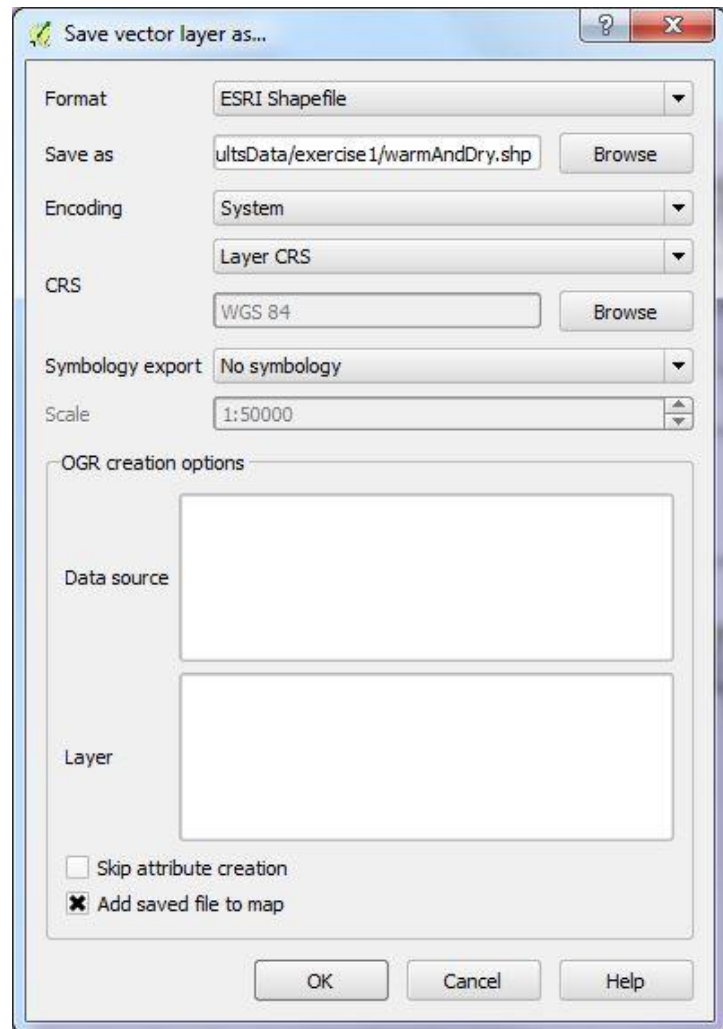 Save vector layer as...
Format ESRI Shapefile
Save as ultsData/exercise1/warmAndDry.shp Browse
Encoding System
Layer CRS
CRS
WGS 84 Browse
Symbology export No symbology
Scale 1:50000
OGR creation options
Data source
Layer
Skip attribute creation
Add saved file to map
OK Cancel Help